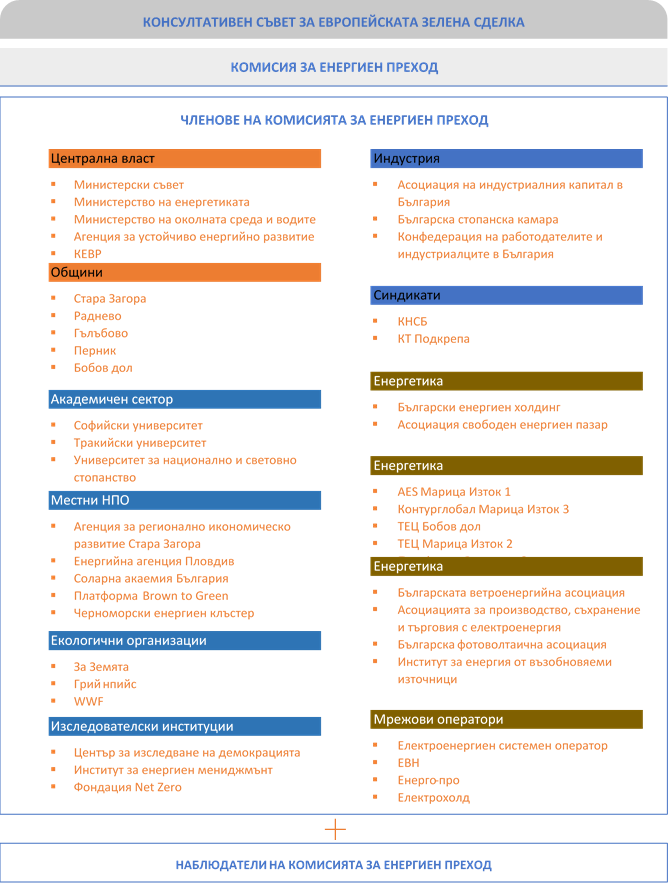 КОНСУЛТАТИВЕН СЪВЕТ ЗА ЕВРОПЕЙСКАТА ЗЕЛЕНА СДЕЛКА
КОМИСИЯ ЗА ЕНЕРГИЕН ПРЕХОД
ЧЛЕНОВЕ НА КОМИСИЯТА ЗА ЕНЕРГИЕН ПРЕХОД
Централна власт
Министерски съвет
Министерство на енергетиката
Министерство на околната среда и водите
Агенция за устойчиво енергийно развитие
КЕВР
Общини
Стара Загора
Раднево
Гълъбово
Перник
Бобов дол
Академичен сектор
Софийски университет
Тракийски университет
Университет за национално и световно
стопанство
Местни НПО
Агенция за регионално икономическо
развитие Стара Загора
Енергийна агенция Пловдив
Соларна акаемия България
Платформа Brown to Green
Черноморски енергиен клъстер
Екологични организации
За Земята
Грий нпийс
WWF
Изследователски институции
Център за изследване на демокрацията
Институт за енергиен мениджмънт
Фондация Net Zero
Индустрия
Асоциация на индустриалния капитал в
България
Българска стопанска камара
Конфедерация на работодателите и
индустриалците в България
Синдикати
КНСБ
КТ Подкрепа
Енергетика
Български енергиен холдинг
Асоциация свободен енергиен пазар
Енергетика
AES Марица Изток 1
Контурглобал Марица Изток 3
ТЕЦ Бобов дол
ТЕЦ Марица Изток 2
Енергетика
Българската ветроенергийна асоциация
Асоциацията за производство, съхранение
и търговия с електроенергия
Българска фотоволтаична асоциация
Институт за енергия от възобновяеми
източници
Мрежови оператори
Електроенергиен системен оператор
ЕВН
Енерго-про
Електрохолд
НАБЛЮДАТЕЛИ НА КОМИСИЯТА ЗА ЕНЕРГИЕН ПРЕХОД